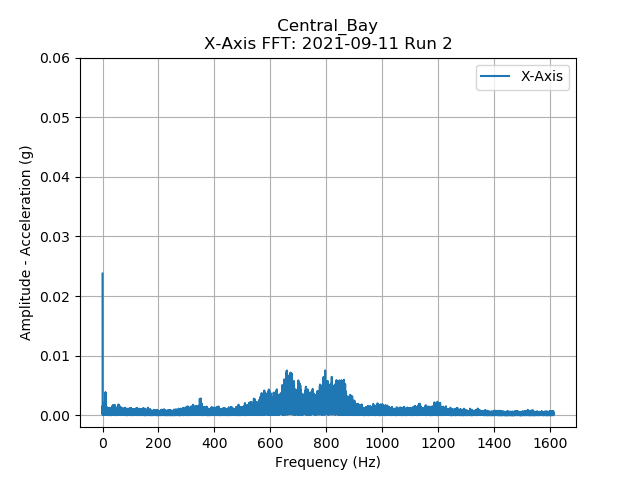 Central_Bay
X-Axis FFT: 2021-09-11 Run 2
X-Axis
0.06
0.05
0.04
0.03
0.02
0.01
0.00
Amplitude - Acceleration (g)
0 200 400 600 800 1000 1200 1400 1600
Frequency (Hz)